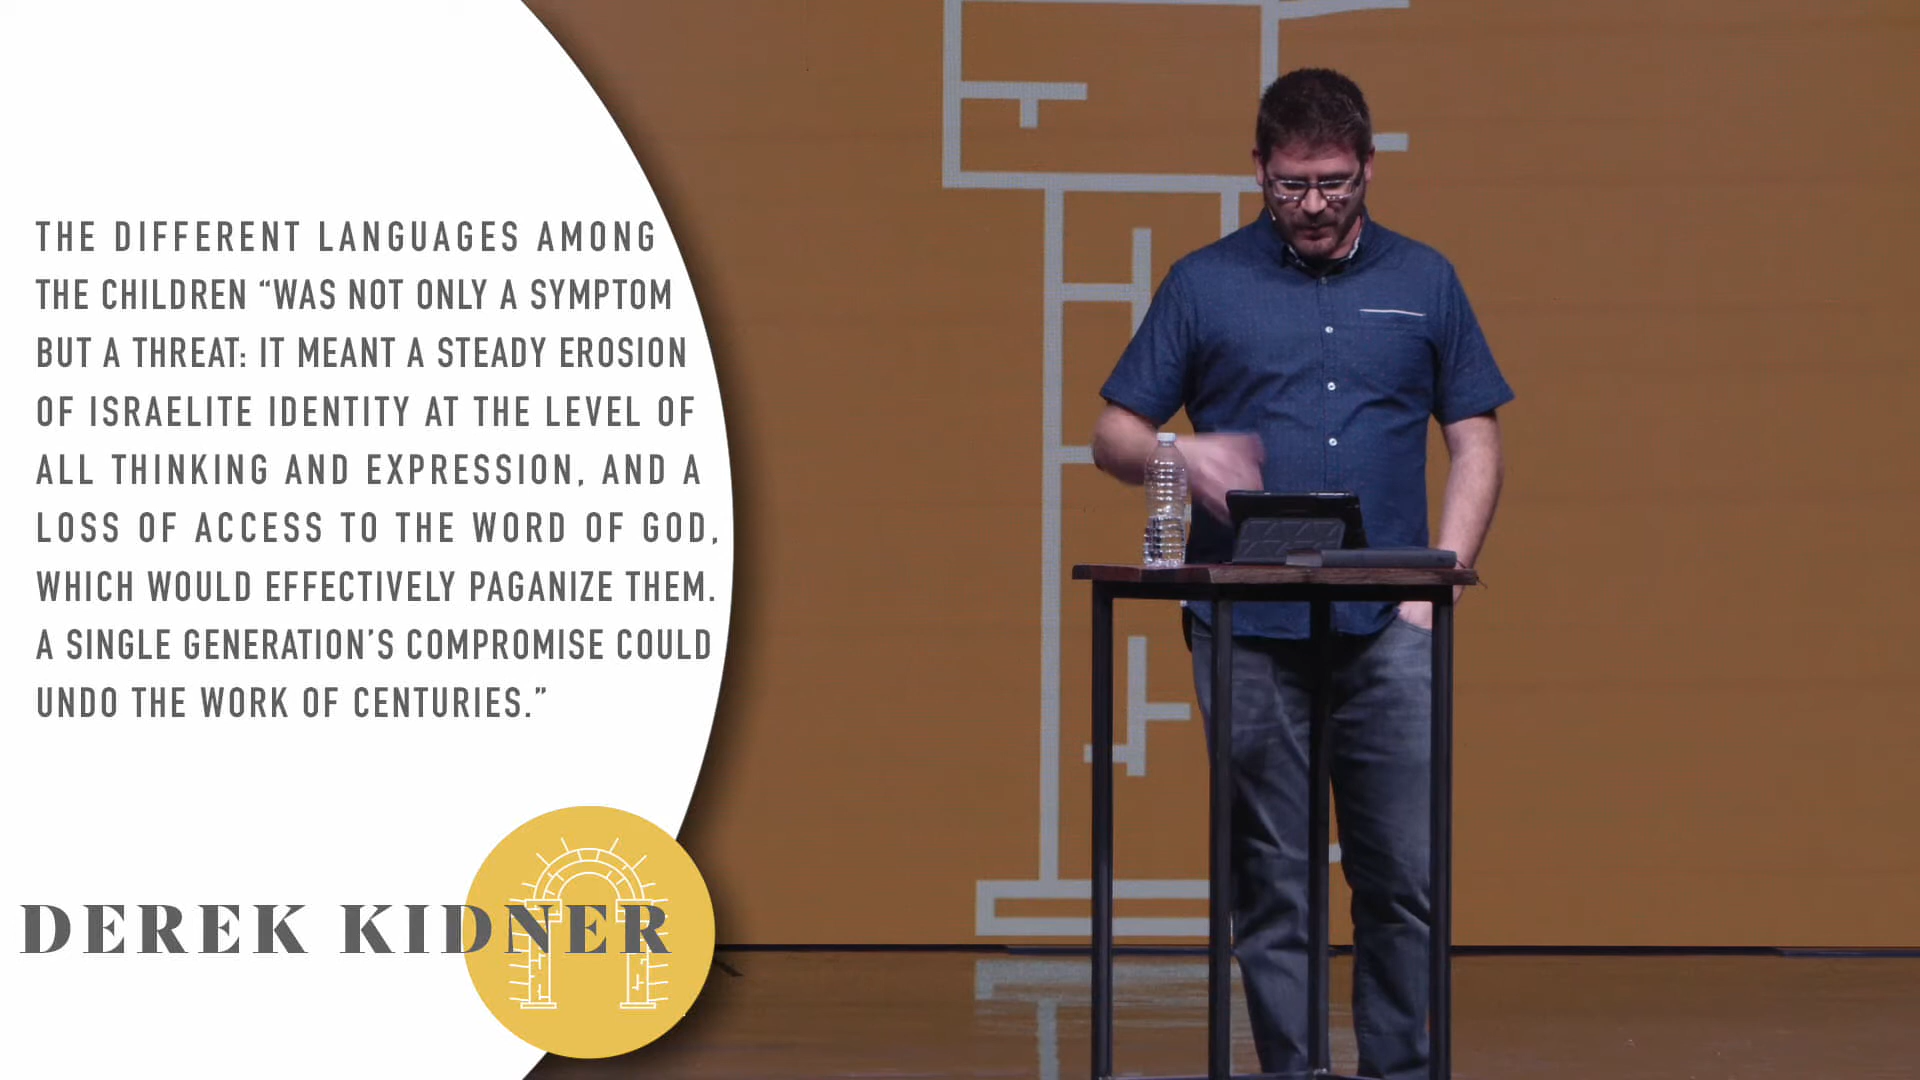 THE DIFFERENT LANGUAGES AMONG
THE CHILDREN “WAS NOT ONLY A SYMPTOM
BUT A THREAT: IT MEANT A STEADY EROSION
OF ISRAELITE IDENTITY AT THE LEVEL OF
ALL THINKING AND EXPRESSION, AND A
LOSS OF ACCESS TO THE WORD OF GOD,
WHICH WOULD EFFECTIVELY PAGANIZE THEM.
A SINGLE GENERATION’S COMPROMISE COULD
UNDO THE WORK OF CENTURIES.”
DEREK KIDNER